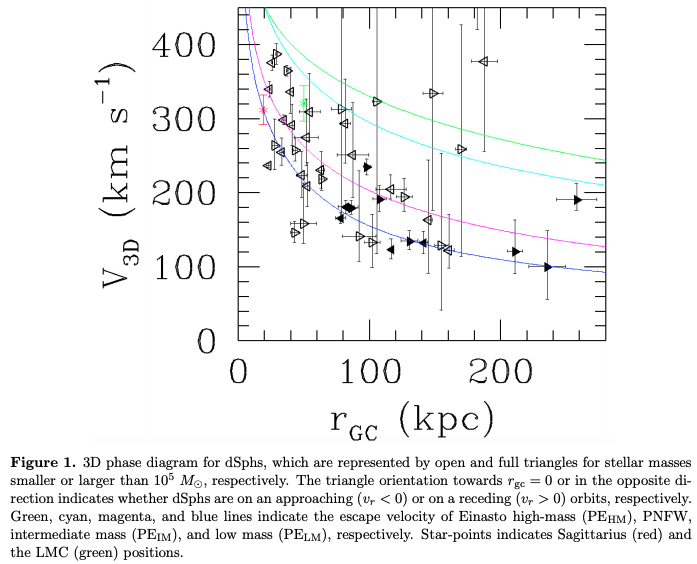 400
300
200
100
0
V3D (km s−1)
0 100 200
rGC (kpc)
Figure 1. 3D phase diagram for dSphs, which are represented by open and full triangles for stellar masses
smaller or larger than 10^5 M⊙, respectively. The triangle orientation towards rgc = 0 or in the opposite di-
rection indicates whether dSphs are on an approaching (vr < 0) or on a receding (vr > 0) orbits, respectively.
Green, cyan, magenta, and blue lines indicate the escape velocity of Einasto high-mass (PEHM), PNFW,
intermediate mass (PEIM), and low mass (PELM), respectively. Star-points indicates Sagittarius (red) and
the LMC (green) positions.